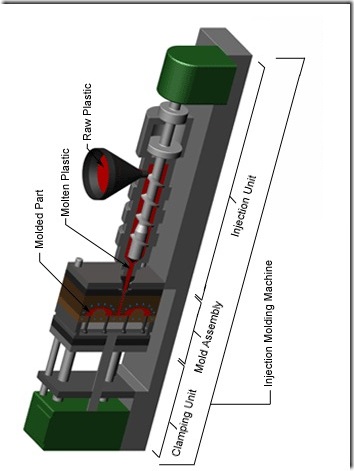 Raw Plastic
Molten Plastic
Molded Part
Injection Unit
Mold Assembly
Clamping Unit
Injection Molding Machine